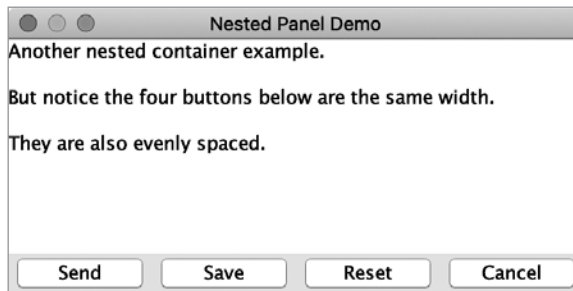 Nested Panel Demo
Another nested container example.
But notice the four buttons below are the same width.
They are also evenly spaced.
Send Save Reset Cancel